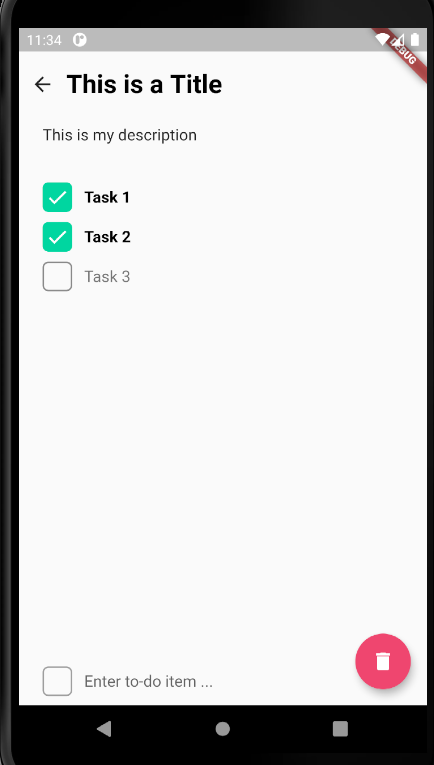 11:34
DEBUG
This is a Title
This is my description
Task 1
Task 2
Task 3
Enter to-do item ...